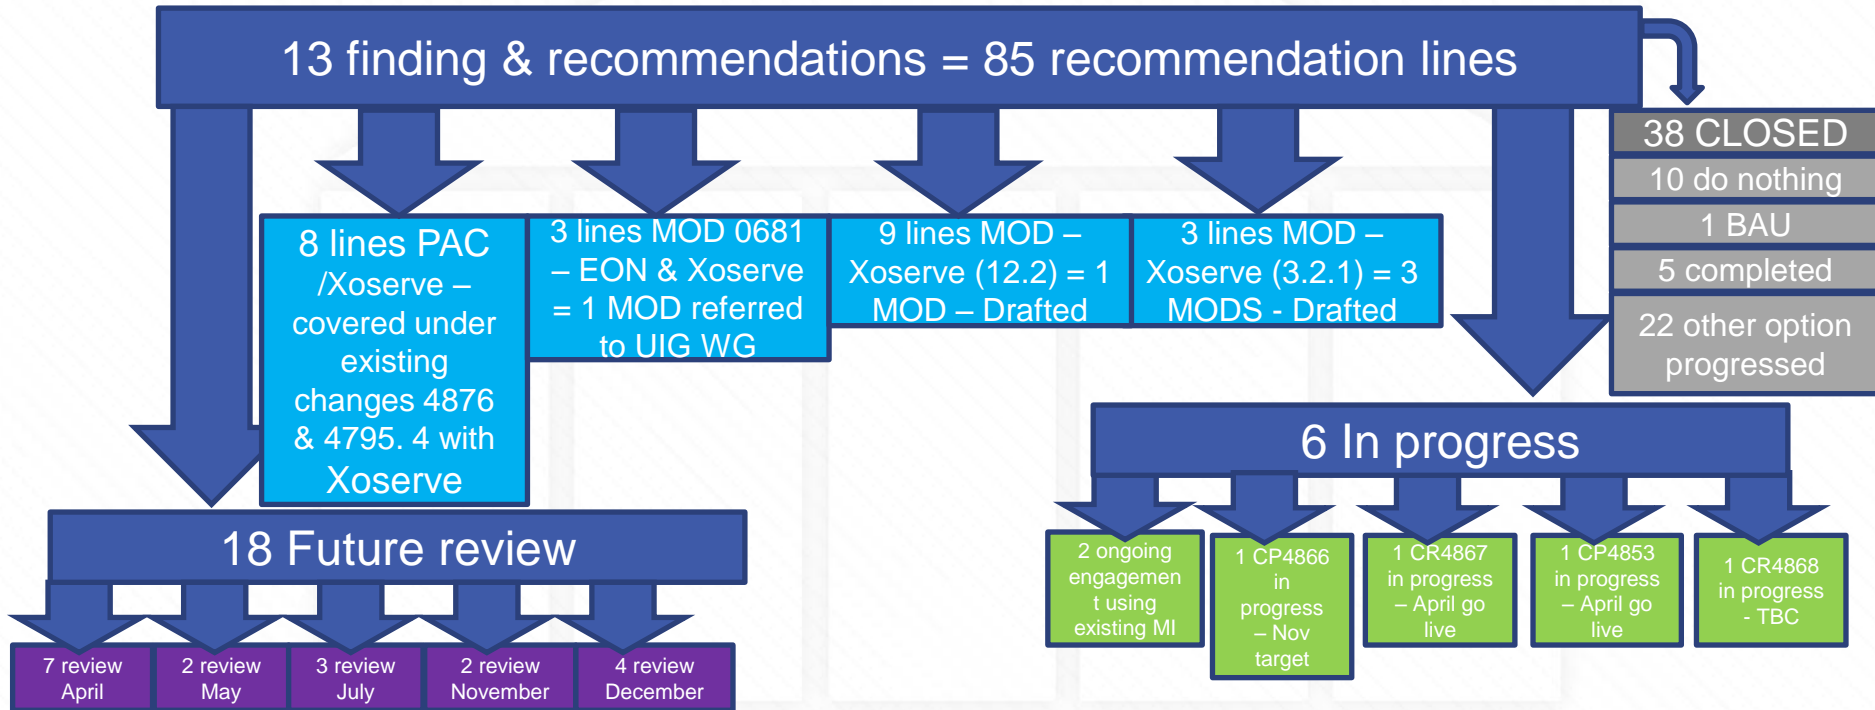 13 finding & recommendations = 85 recommendation lines
38 CLOSED
10 do nothing
1 BAU
5 completed
22 other option
progressed
8 lines PAC
/Xoserve –
covered under
existing
changes 4876
& 4795. 4 with
Xoserve
3 lines MOD 0681
– EON & Xoserve
= 1 MOD referred
to UIG WG
9 lines MOD –
Xoserve (12.2) = 1
MOD – Drafted
3 lines MOD –
Xoserve (3.2.1) = 3
MODS - Drafted
6 In progress
2 ongoing
engagemen
t using
existing MI
1 CP4866
in
progress
– Nov
target
1 CR4867
in progress
– April go
live
1 CP4853
in progress
– April go
live
1 CR4868
in progress
- TBC
18 Future review
7 review
April
2 review
May
3 review
July
2 review
November
4 review
December